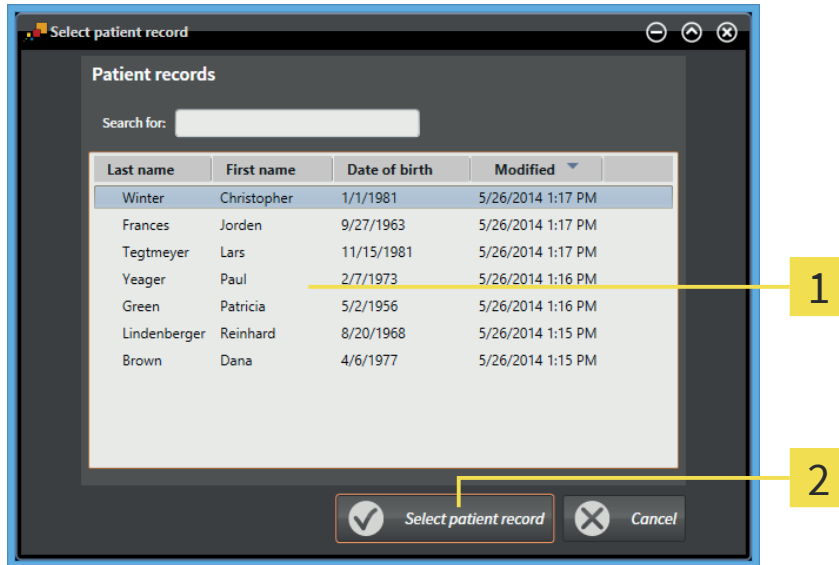 Select patient record
Patient records
Search for:
Last name First name Date of birth Modified
Winter Christopher 1/1/1981 5/26/2014 1:17 PM
Frances Jorden 9/27/1963 5/26/2014 1:17 PM
Tegtmeyer Lars 11/15/1981 5/26/2014 1:17 PM
Yeager Paul 2/7/1973 5/26/2014 1:16 PM
Green Patricia 5/2/1956 5/26/2014 1:16 PM
Lindenberger Reinhard 8/20/1968 5/26/2014 1:15 PM
Brown Dana 4/6/1977 5/26/2014 1:15 PM
1
2
Select patient record Cancel